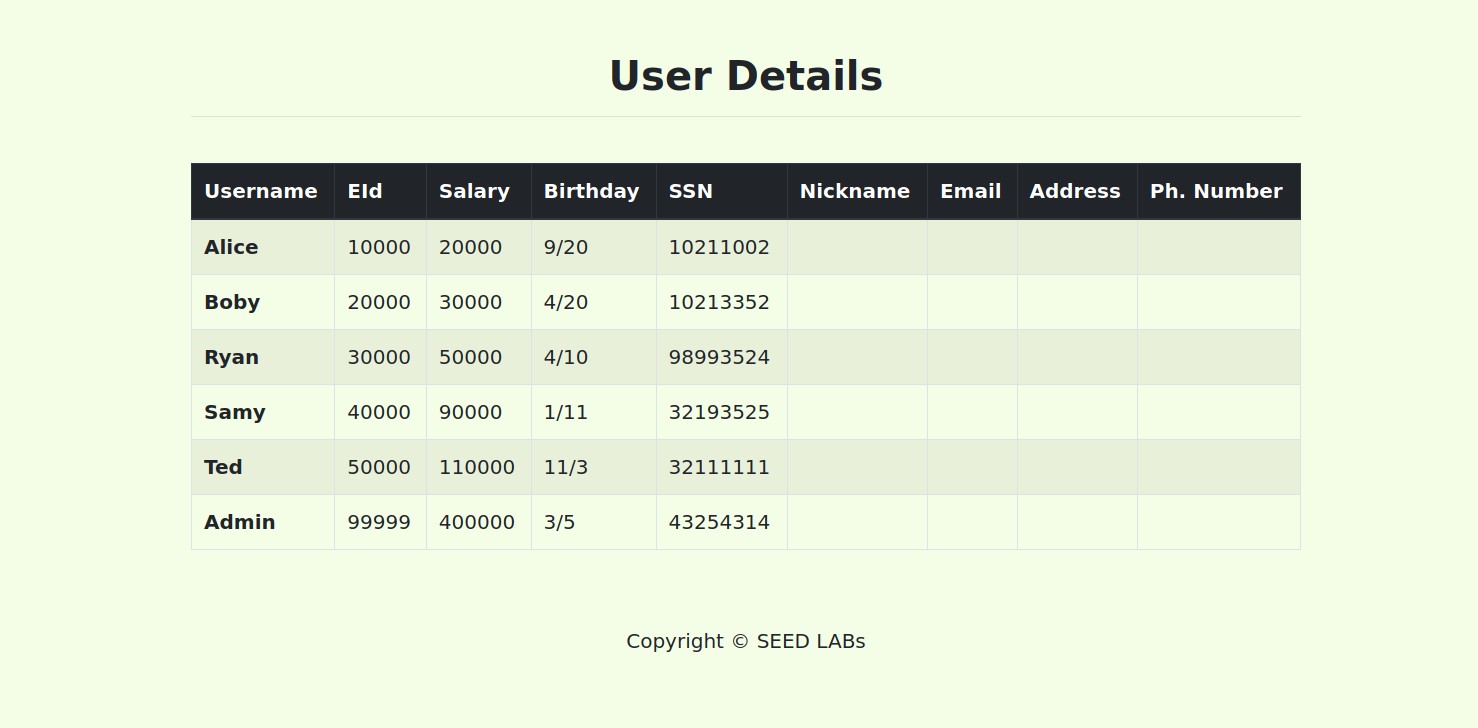 User Details
Username EId Salary Birthday SSN Nickname Email Address Ph. Number
Alice 10000 20000 9/20 10211002
Boby 20000 30000 4/20 10213352
Ryan 30000 50000 4/10 98993524
Samy 40000 90000 1/11 32193525
Ted 50000 110000 11/3 32111111
Admin 99999 400000 3/5 43254314
Copyright © SEED LABs